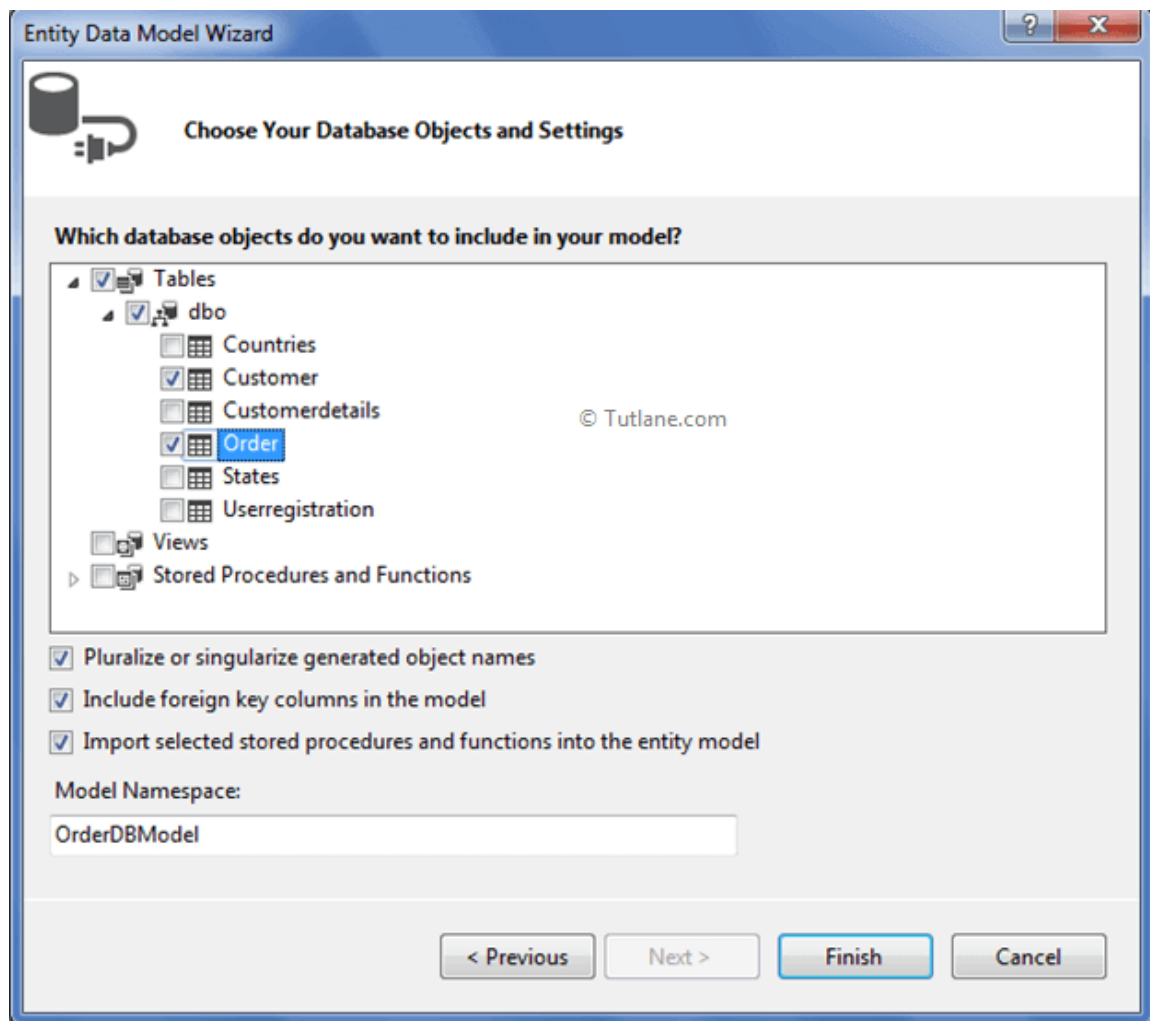 Entity Data Model Wizard
?
X
Choose Your Database Objects and Settings
Which database objects do you want to include in your model?
Tables
dbo
Countries
Customer
Customerdetails
© Tutlane.com
Order
States
Userregistration
Views
Stored Procedures and Functions
Pluralize or singularize generated object names
Include foreign key columns in the model
Import selected stored procedures and functions into the entity model
Model Namespace:
OrderDBModel
< Previous
Next >
Finish
Cancel